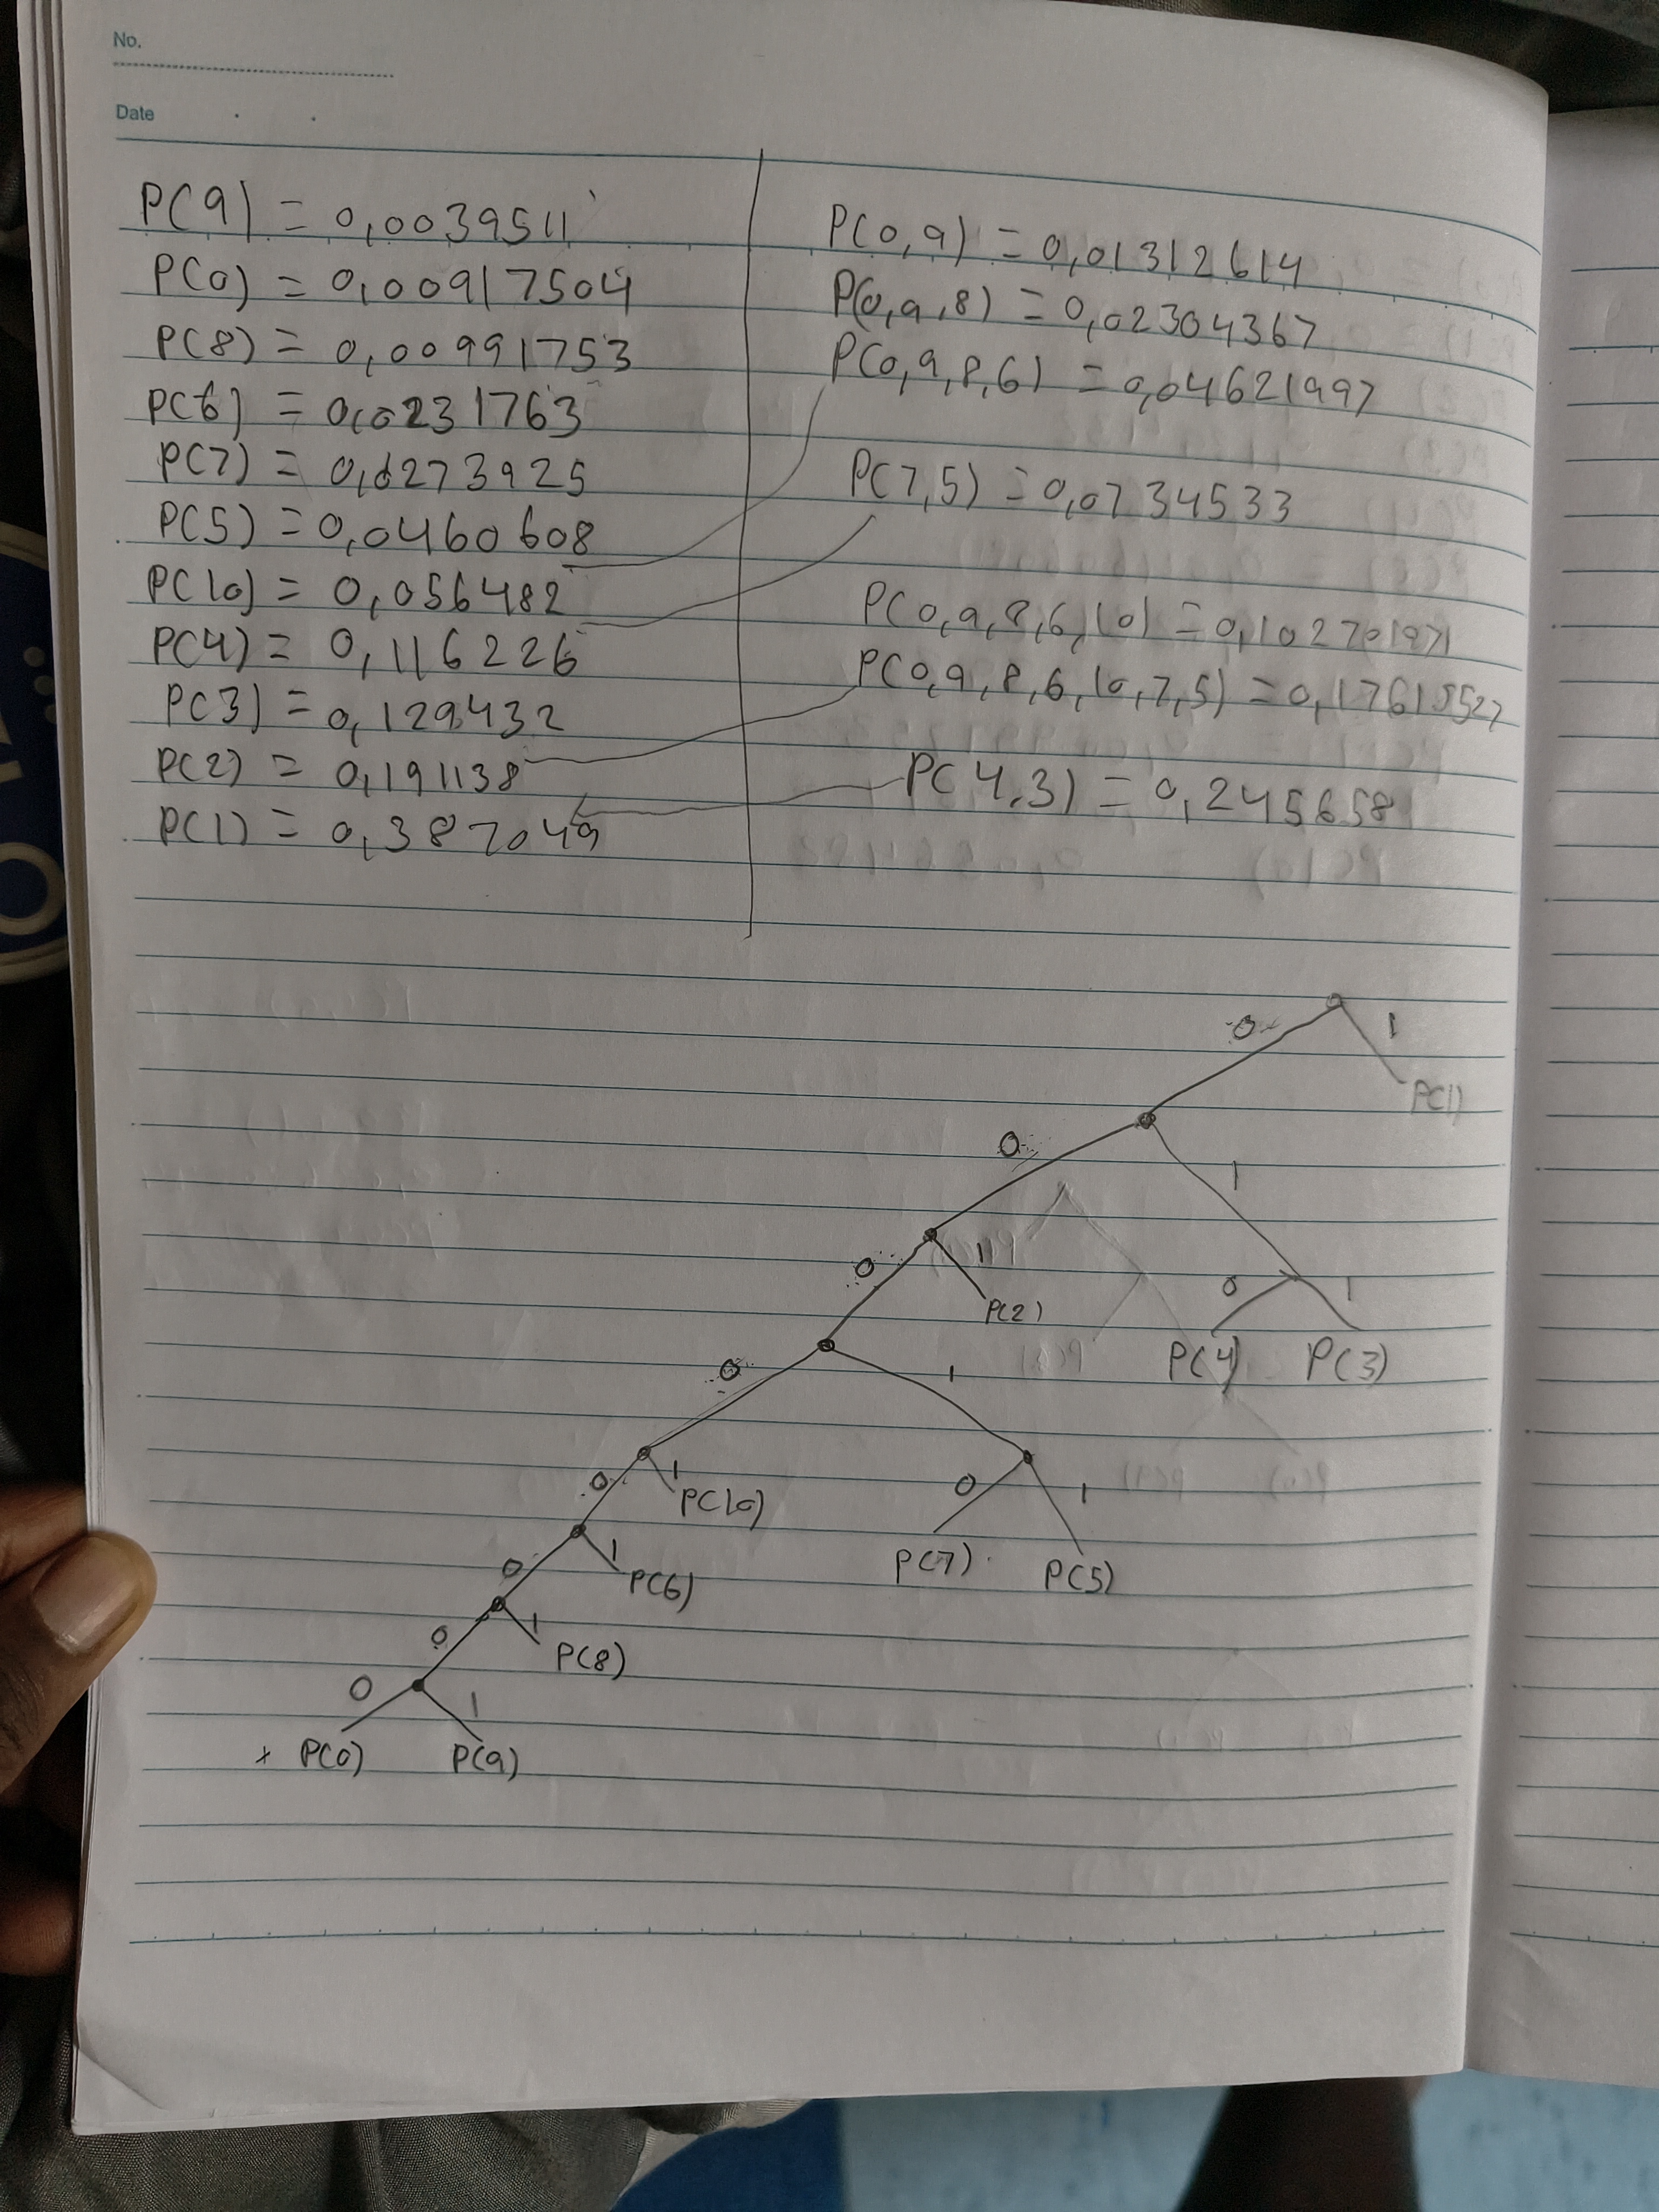 No.
Date
P(9) = 0,0039511
P(0) = 0,009917504
P(8) = 0,00991753
P(6) = 0,0231763
P(7) = 0,0273925
P(5) = 0,0460608
P(10) = 0,056482
P(4) = 0,116226
P(3) = 0,129432
P(2) = 0,191138
P(1) = 0,387049
P(0,9) = 0,01312614
P(0,9,8) = 0,02304367
P(0,9,8,6) = 0,04621997
P(7,5) = 0,0734533
P(0,9,8,6,10) = 0,102701971
P(0,9,8,6,10,7,5) =
P(4,3) = 0,245658
0 1
P(1)
0 1
0 1
P(2)
0 1
P(4) P(3)
0 1
0 1
P(10)
0 1
P(7) P(5)
0 1
P(6)
0 1
P(8)
0 1
P(0) P(9)